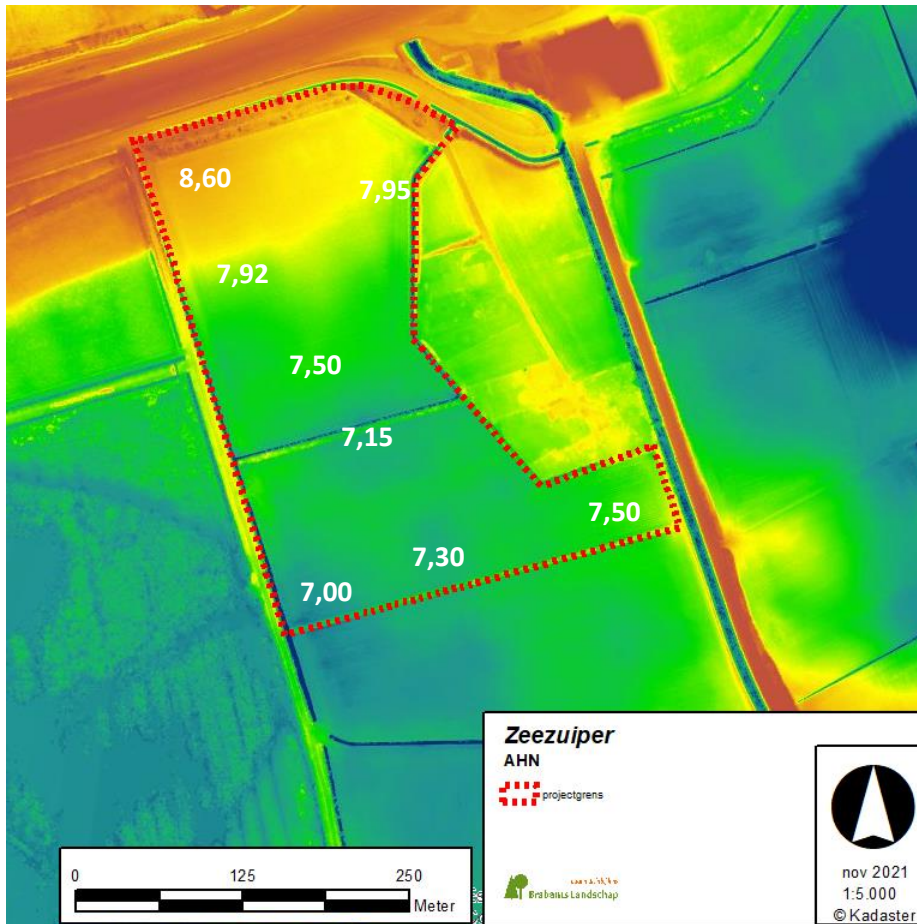 8,60
7,95
7,92
7,50
7,15
7,50
7,30
7,00
Zeezuiper
AHN
projectgrens
Brabants Landschap
0 125 250
Meter
nov 2021
1:5.000
© Kadaster